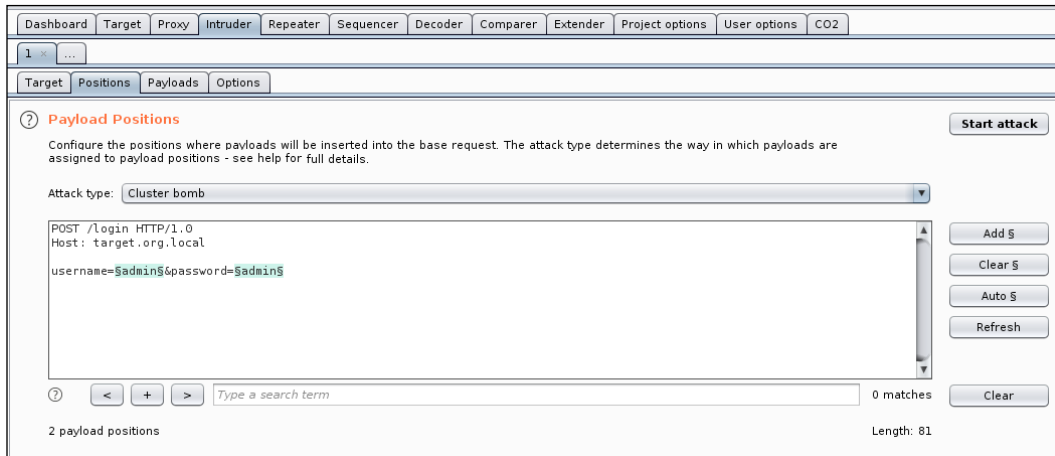 Dashboard Target Proxy Intruder Repeater Sequencer Decoder Comparer Extender Project options User options CO2
1 × ...
Target Positions Payloads Options
? Payload Positions
Start attack
Configure the positions where payloads will be inserted into the base request. The attack type determines the way in which payloads are
assigned to payload positions - see help for full details.
Attack type: Cluster bomb
POST /login HTTP/1.0
Host: target.org.local
username=§admin§&password=§admin§
Add §
Clear §
Auto §
Refresh
? < + > Type a search term 0 matches Clear
2 payload positions Length: 81